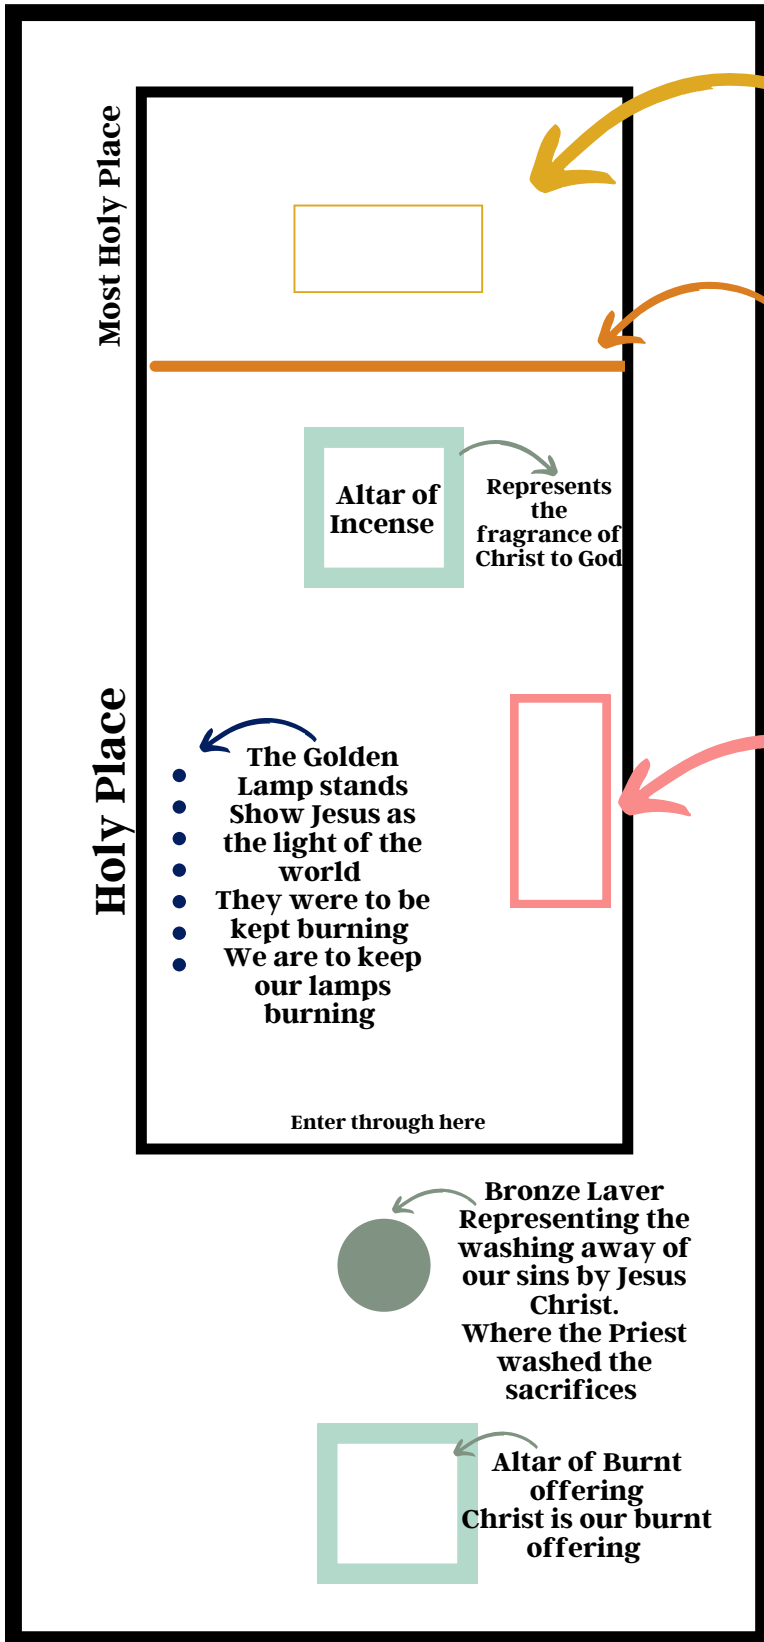 Most Holy Place
Altar of
Incense
Represents
the
fragrance of
Christ to God
Holy Place
The Golden
Lamp stands
Show Jesus as
the light of the
world
They were to be
kept burning
We are to keep
our lamps
burning
Enter through here
Bronze Laver
Representing the
washing away of
our sins by Jesus
Christ.
Where the Priest
washed the
sacrifices
Altar of Burnt
offering
Christ is our burnt
offering